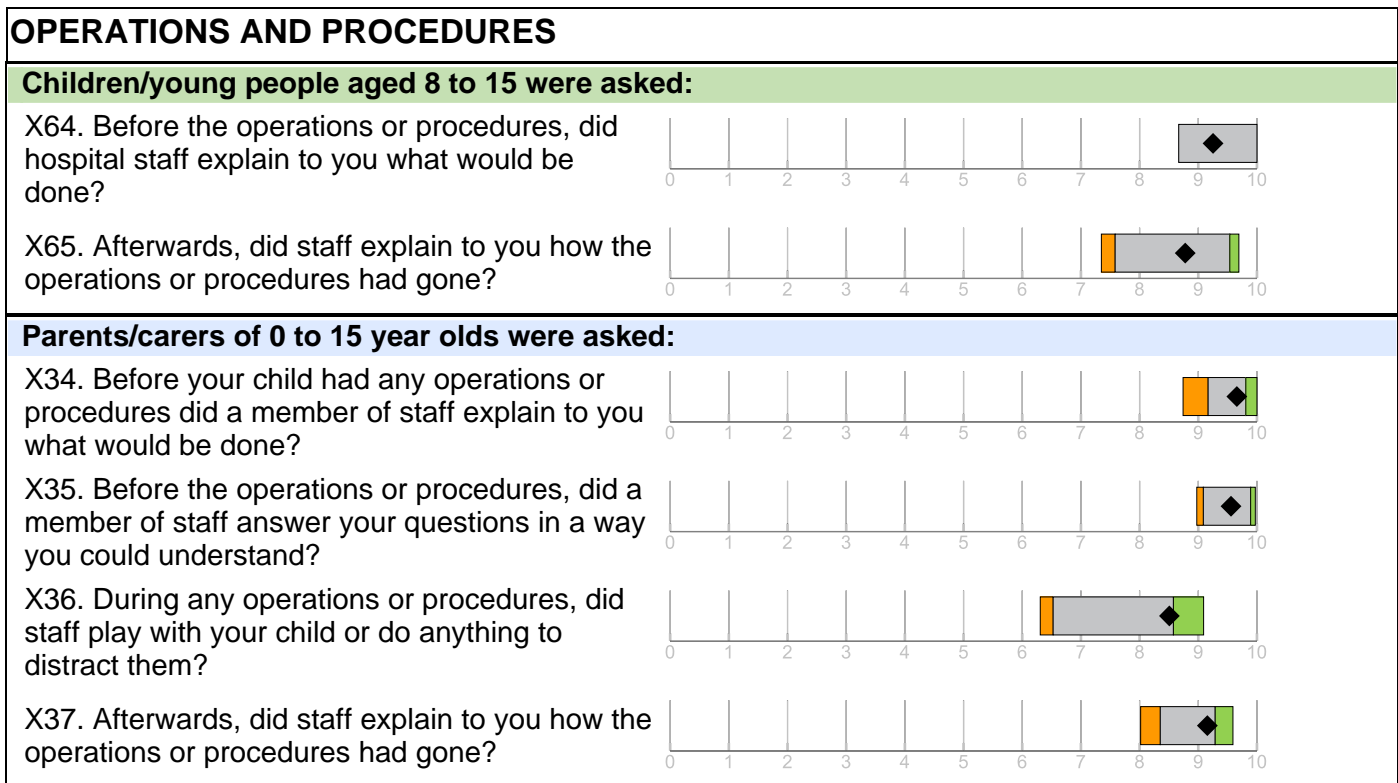 OPERATIONS AND PROCEDURES
Children/young people aged 8 to 15 were asked:
X64. Before the operations or procedures, did
hospital staff explain to you what would be
done?
0 1 2 3 4 5 6 7 8 9 10
X65. Afterwards, did staff explain to you how the
operations or procedures had gone?
0 1 2 3 4 5 6 7 8 9 10
Parents/carers of 0 to 15 year olds were asked:
X34. Before your child had any operations or
procedures did a member of staff explain to you
what would be done?
0 1 2 3 4 5 6 7 8 9 10
X35. Before the operations or procedures, did a
member of staff answer your questions in a way
you could understand?
0 1 2 3 4 5 6 7 8 9 10
X36. During any operations or procedures, did
staff play with your child or do anything to
distract them?
0 1 2 3 4 5 6 7 8 9 10
X37. Afterwards, did staff explain to you how the
operations or procedures had gone?
0 1 2 3 4 5 6 7 8 9 10